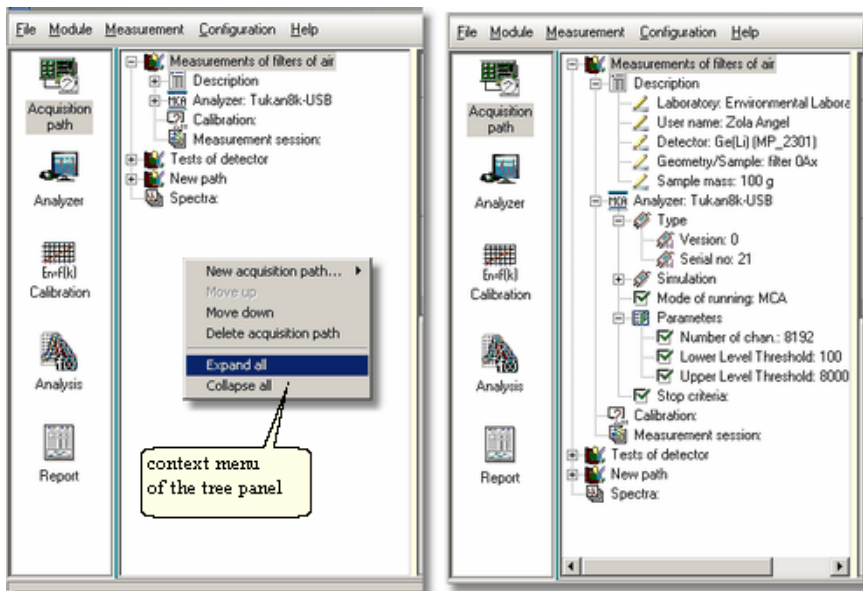 File Module Measurement Configuration Help
Acquisition
path
Analyzer
En=f(k)
Calibration
Analysis
Report
Measurements of filters of air
Description
MCA Analyzer: Tukan8k-USB
Calibration:
Measurement session:
Tests of detector
New path
Spectra:
New acquisition path...
Move up
Move down
Delete acquisition path
Expand all
Collapse all
context menu
of the tree panel
File Module Measurement Configuration Help
Acquisition
path
Analyzer
En=f(k)
Calibration
Analysis
Report
Measurements of filters of air
Description
Laboratory: Environmental Labora
User name: Zola Angel
Detector: Ge(Li) (MP_2301)
Geometry/Sample: filter 0Ax
Sample mass: 100 g
MCA Analyzer: Tukan8k-USB
Type
Version: 0
Serial no: 21
Simulation
Mode of running: MCA
Parameters
Number of chan.: 8192
Lower Level Threshold: 100
Upper Level Threshold: 8000
Stop criteria:
Calibration:
Measurement session:
Tests of detector
New path
Spectra: